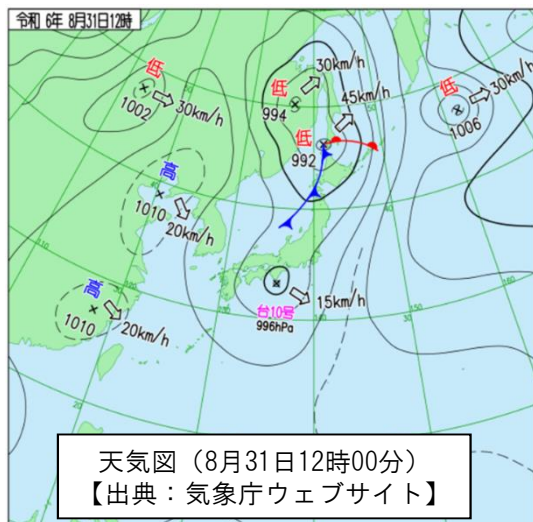 令和 6年 8月31日12時
低
1002
30km/h
低
994
30km/h
45km/h
低
992
低
1006
30km/h
高
1010
20km/h
高
1010
20km/h
台10号
996hPa
15km/h
天気図（8月31日12時00分）
【出典：気象庁ウェブサイト】